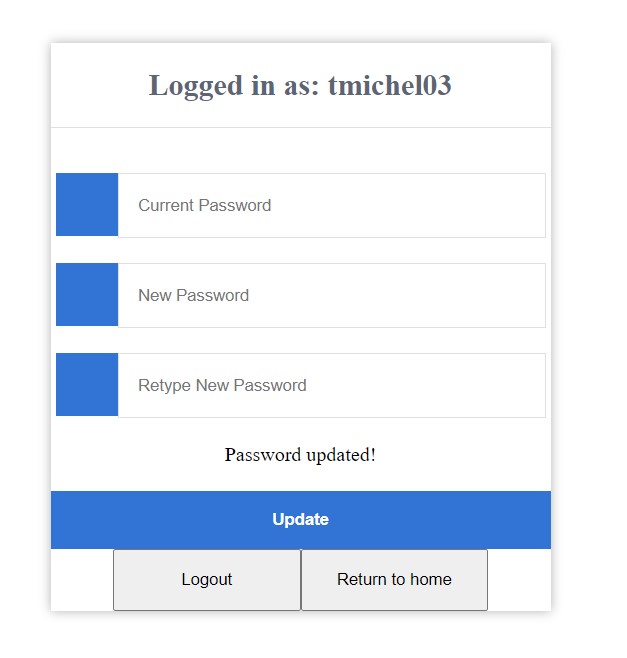 Logged in as: tmichel03
Current Password
New Password
Retype New Password
Password updated!
Update
Logout Return to home